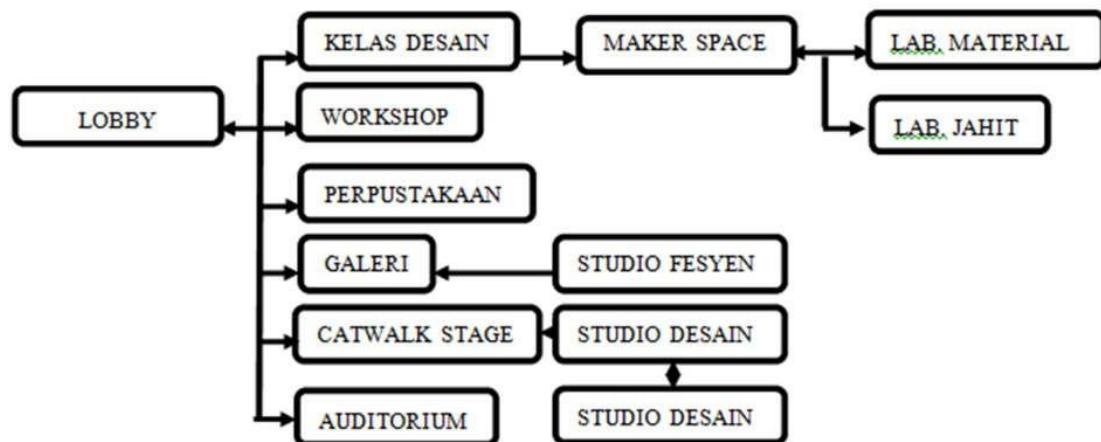 KELAS DESAIN
MAKER SPACE
LAB. MATERIAL
LOBBY
WORKSHOP
LAB. JAHIT
PERPUSTAKAAN
GALERI
STUDIO FESYEN
CATWALK STAGE
STUDIO DESAIN
AUDITORIUM
STUDIO DESAIN